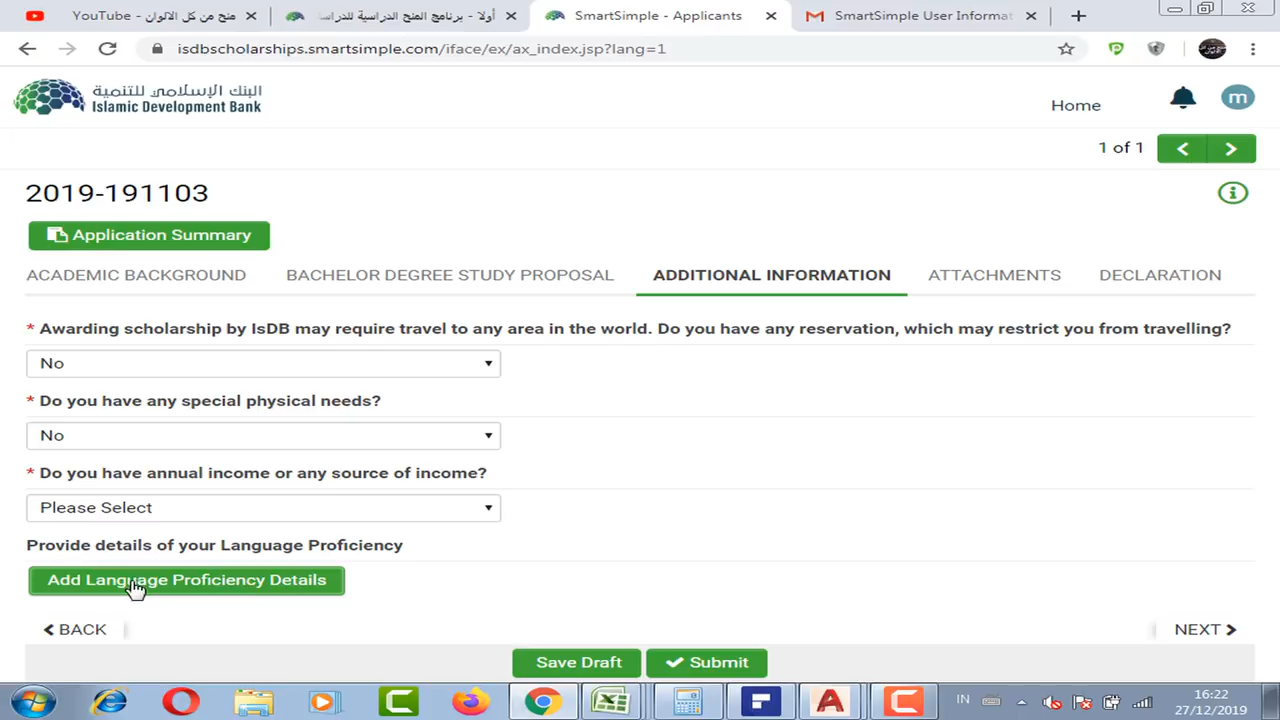 YouTube - منح من كل الالوان
أولا - برنامج المنح الدراسية للدراسا
SmartSimple - Applicants
SmartSimple User Informat
isdbscholarships.smartsimple.com/iface/ex/ax_index.jsp?lang=1
البنك الإسلامي للتنمية
Islamic Development Bank
Home
m
1 of 1
2019-191103
Application Summary
ACADEMIC BACKGROUND BACHELOR DEGREE STUDY PROPOSAL ADDITIONAL INFORMATION ATTACHMENTS DECLARATION
* Awarding scholarship by IsDB may require travel to any area in the world. Do you have any reservation, which may restrict you from travelling?
No
* Do you have any special physical needs?
No
* Do you have annual income or any source of income?
Please Select
Provide details of your Language Proficiency
Add Language Proficiency Details
BACK NEXT
Save Draft Submit
IN 16:22
27/12/2019